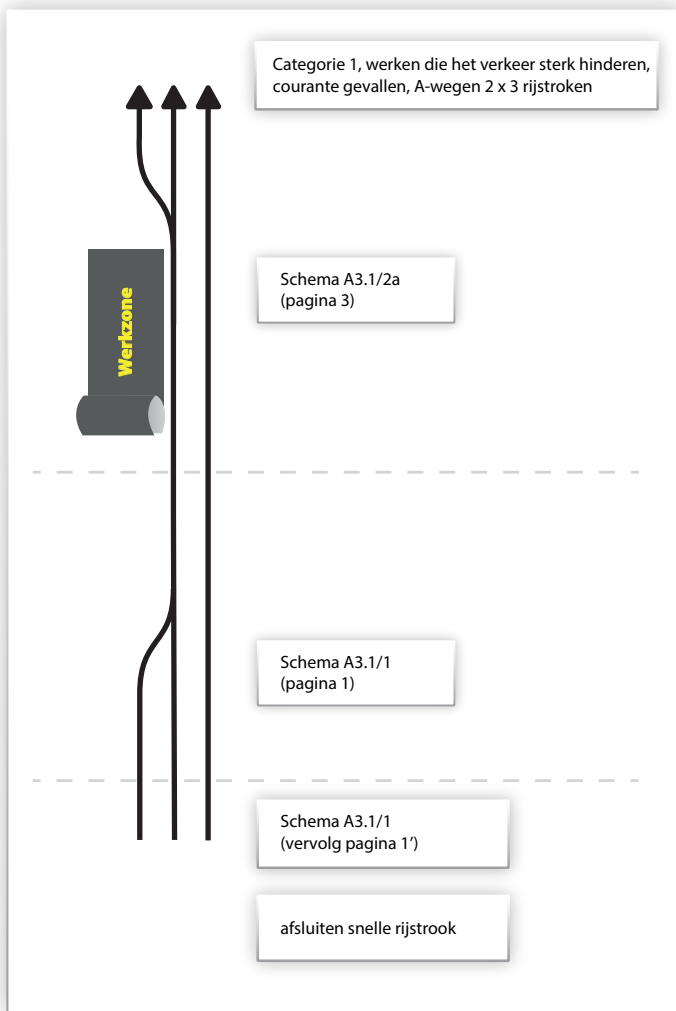 Categorie 1, werken die het verkeer sterk hinderen,
courante gevallen, A-wegen 2 x 3 rijstroken
Schema A3.1/2a
(pagina 3)
Werkzone
Schema A3.1/1
(pagina 1)
Schema A3.1/1
(vervolg pagina 1’)
afsluiten snelle rijstrook